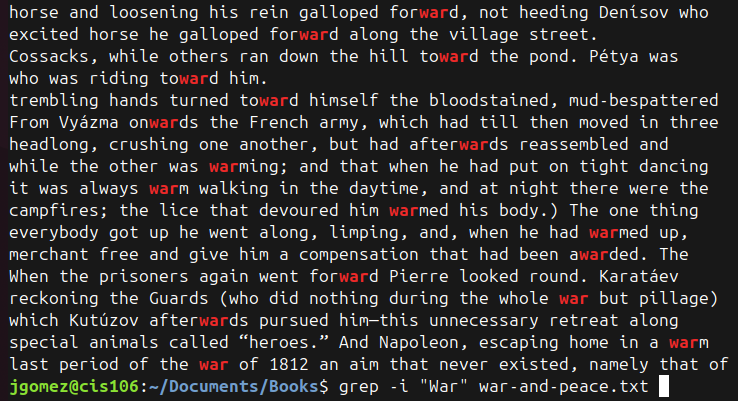 horse and loosening his rein galloped forward, not heeding Denísov who
excited horse he galloped forward along the village street.
Cossacks, while others ran down the hill toward the pond. Pétya was
who was riding toward him.
trembling hands turned toward himself the bloodstained, mud-bespattered
From Vyázma onwards the French army, which had till then moved in three
headlong, crushing one another, but had afterwards reassembled and
while the other was warming; and that when he had put on tight dancing
it was always warm walking in the daytime, and at night there were the
campfires; the lice that devoured him warmed his body.) The one thing
everybody got up he went along, limping, and, when he had warmed up,
merchant free and give him a compensation that had been awarded. The
When the prisoners again went forward Pierre looked round. Karatáev
reckoning the Guards (who did nothing during the whole war but pillage)
which Kutúzov afterwards pursued him—this unnecessary retreat along
special animals called “heroes.” And Napoleon, escaping home in a warm
last period of the war of 1812 an aim that never existed, namely that of
jgomez@cis106:~/Documents/Books$ grep -i "War" war-and-peace.txt